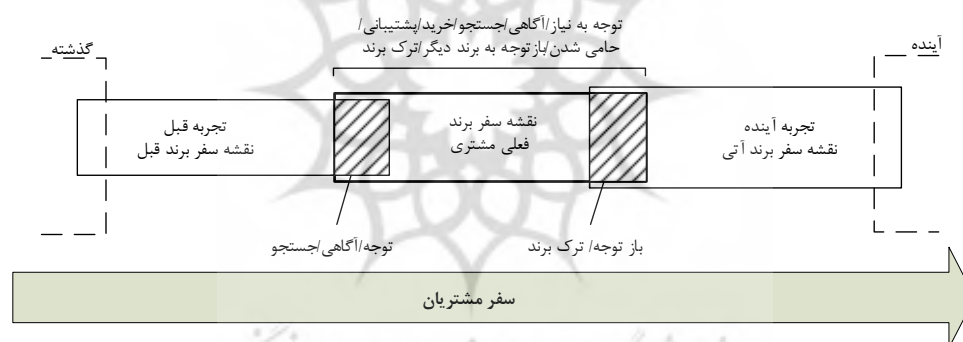 توجه به نیاز/آگاهی/جستجو/خرید/پشتیبانی/
حامی شدن/بازتوجه به برند دیگر/ترک برند
گذشته
آینده
تجربه قبل
نقشه سفر برند قبل
نقشه سفر برند
فعلی مشتری
تجربه آینده
نقشه سفر برند آتی
توجه/آگاهی/جستجو
باز توجه/ ترک برند
سفر مشتریان